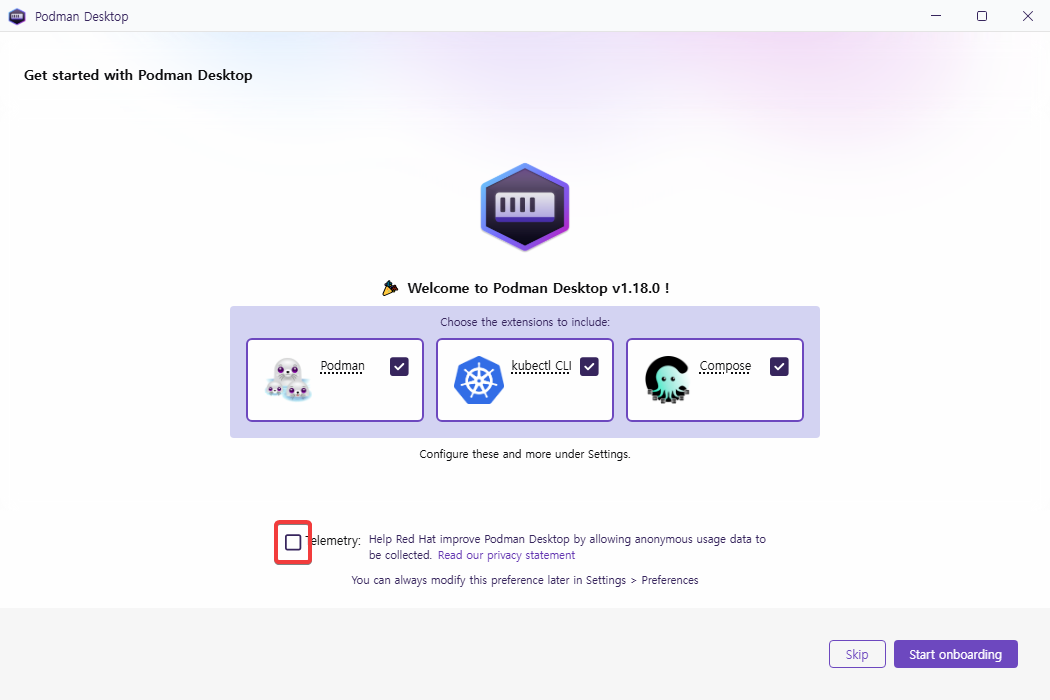 Podman Desktop
Get started with Podman Desktop
Welcome to Podman Desktop v1.18.0 !
Choose the extensions to include:
Podman
kubectl CLI
Compose
Configure these and more under Settings.
Telemetry:
Help Red Hat improve Podman Desktop by allowing anonymous usage data to
be collected. Read our privacy statement
You can always modify this preference later in Settings > Preferences
Skip
Start onboarding